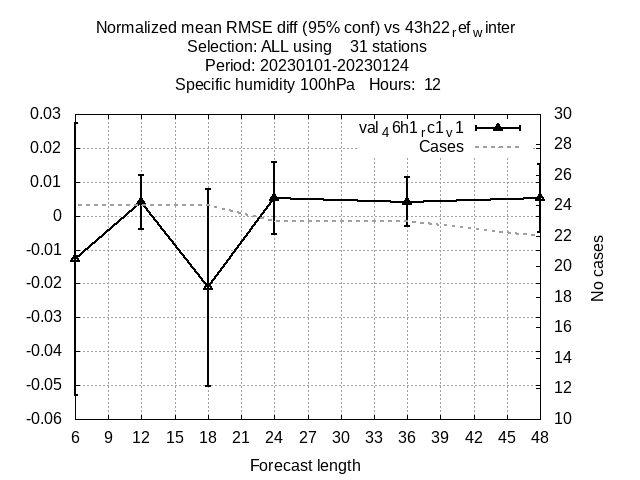 Normalized mean RMSE diff (95% conf) vs 43h22refwinter
Selection: ALL using 31 stations
Period: 20230101-20230124
Specific humidity 100hPa Hours: 12
val46h1rc1v1
Cases
0.03
0.02
0.01
0
-0.01
-0.02
-0.03
-0.04
-0.05
-0.06
30
28
26
24
22
20
18
16
14
12
10
No cases
6 9 12 15 18 21 24 27 30 33 36 39 42 45 48
Forecast length